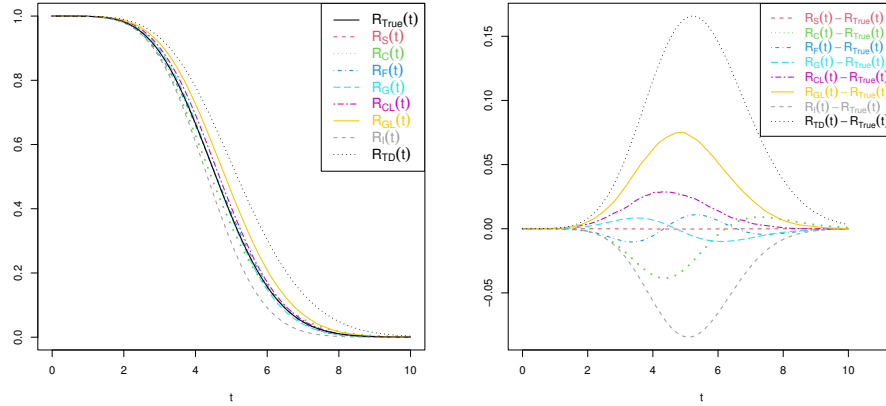 1.0
0.8
0.6
0.4
0.2
0.0
0 2 4 6 8 10
t
R_True(t)
R_S(t)
R_C(t)
R_F(t)
R_G(t)
R_CL(t)
R_GL(t)
R_I(t)
R_TD(t)
0.15
0.10
0.05
0.00
−0.05
0 2 4 6 8 10
t
R_S(t) − R_True(t)
R_C(t) − R_True(t)
R_F(t) − R_True(t)
R_G(t) − R_True(t)
R_CL(t) − R_True(t)
R_GL(t) − R_True(t)
R_I(t) − R_True(t)
R_TD(t) − R_True(t)